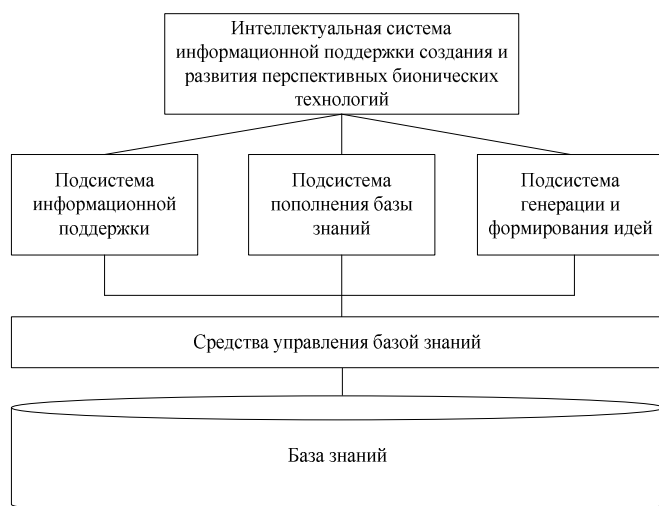 Интеллектуальная система
информационной поддержки создания и
развития перспективных бионических
технологий
Подсистема
информационной
поддержки
Подсистема
пополнения базы
знаний
Подсистема
генерации и
формирования идей
Средства управления базой знаний
База знаний